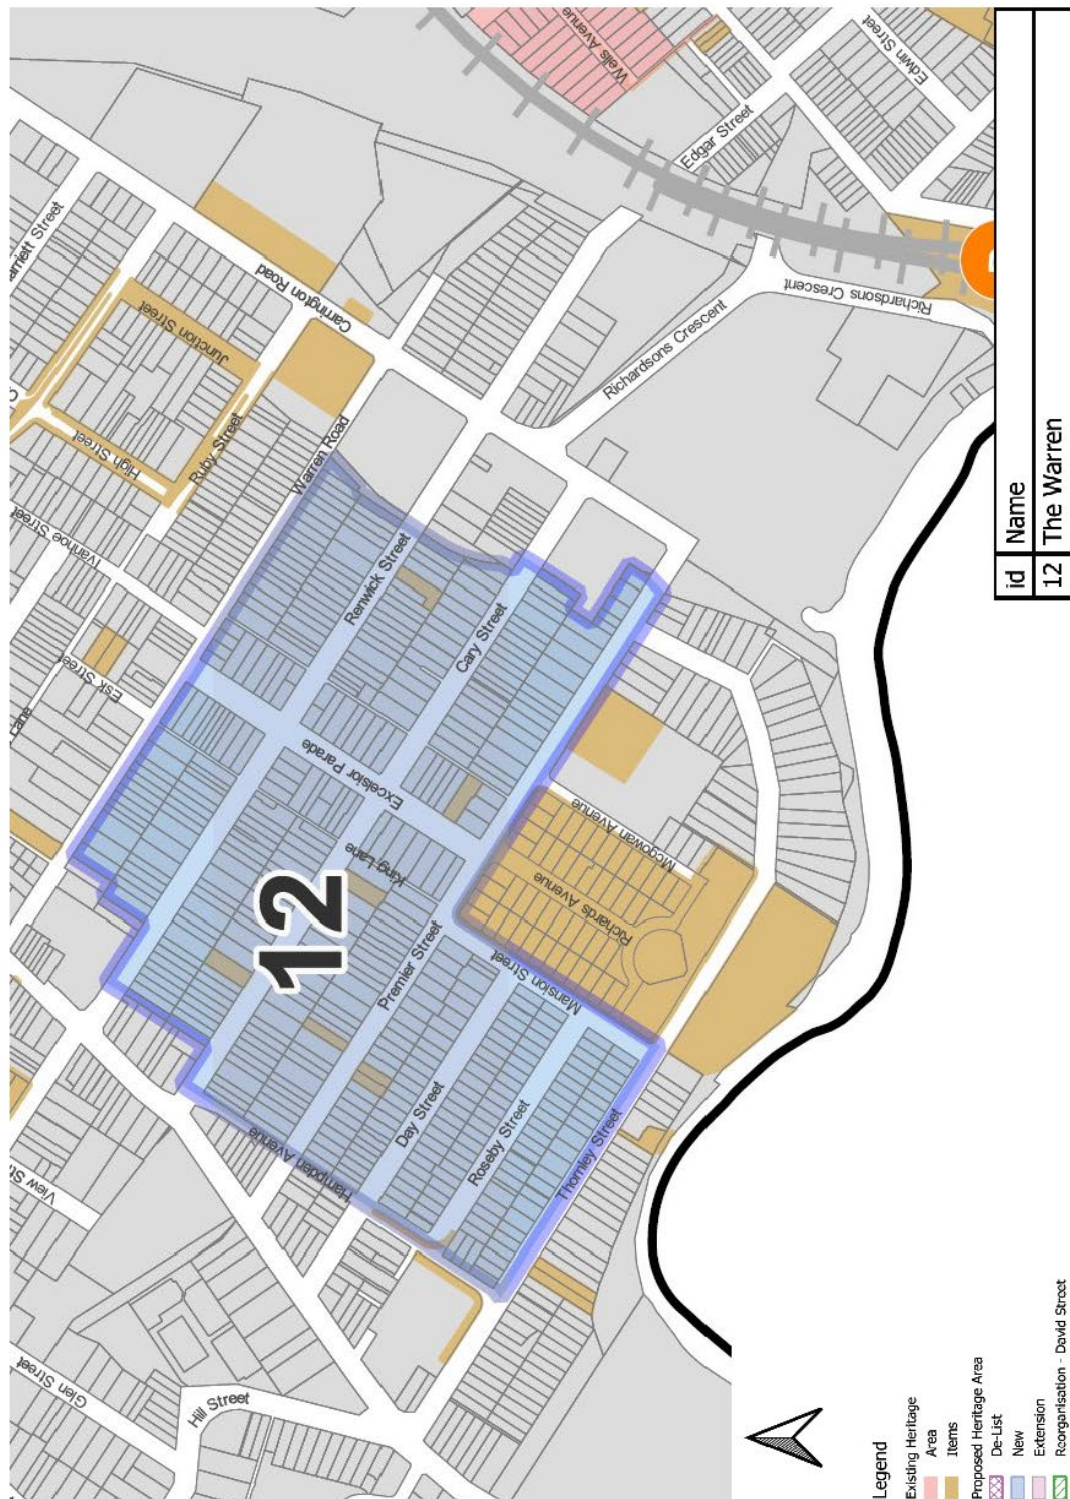 Wells Avenue
Edwin Street
Edgar Street
Carrington Road
Junction Street
High Street
Ruby Street
Warren Road
Ivanhoe Street
Richardsons Crescent
Richardsons Crescent
Esk Street
Renwick Street
Cary Street
Excelsior Parade
King Lane
12
Premier Street
Mcgowan Avenue
Richards Avenue
Mansion Street
Day Street
Roseby Street
Thornley Street
Hampden Avenue
View St
Glen Street
Hill Street
id Name
12 The Warren
Legend
Existing Heritage
Area
Items
Proposed Heritage Area
De-List
New
Extension
Reorganisation - David Street